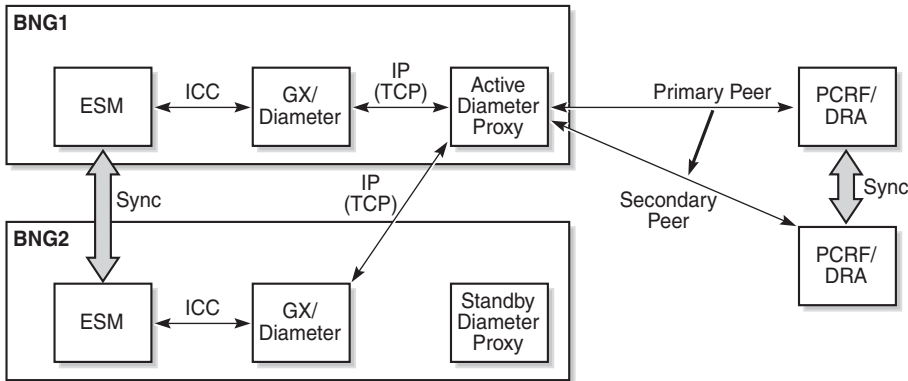 BNG1
ESM
ICC
GX/
Diameter
IP
(TCP)
Active
Diameter
Proxy
Primary Peer
PCRF/
DRA
Sync
IP
(TCP)
Secondary
Peer
Sync
PCRF/
DRA
BNG2
ESM
ICC
GX/
Diameter
Standby
Diameter
Proxy